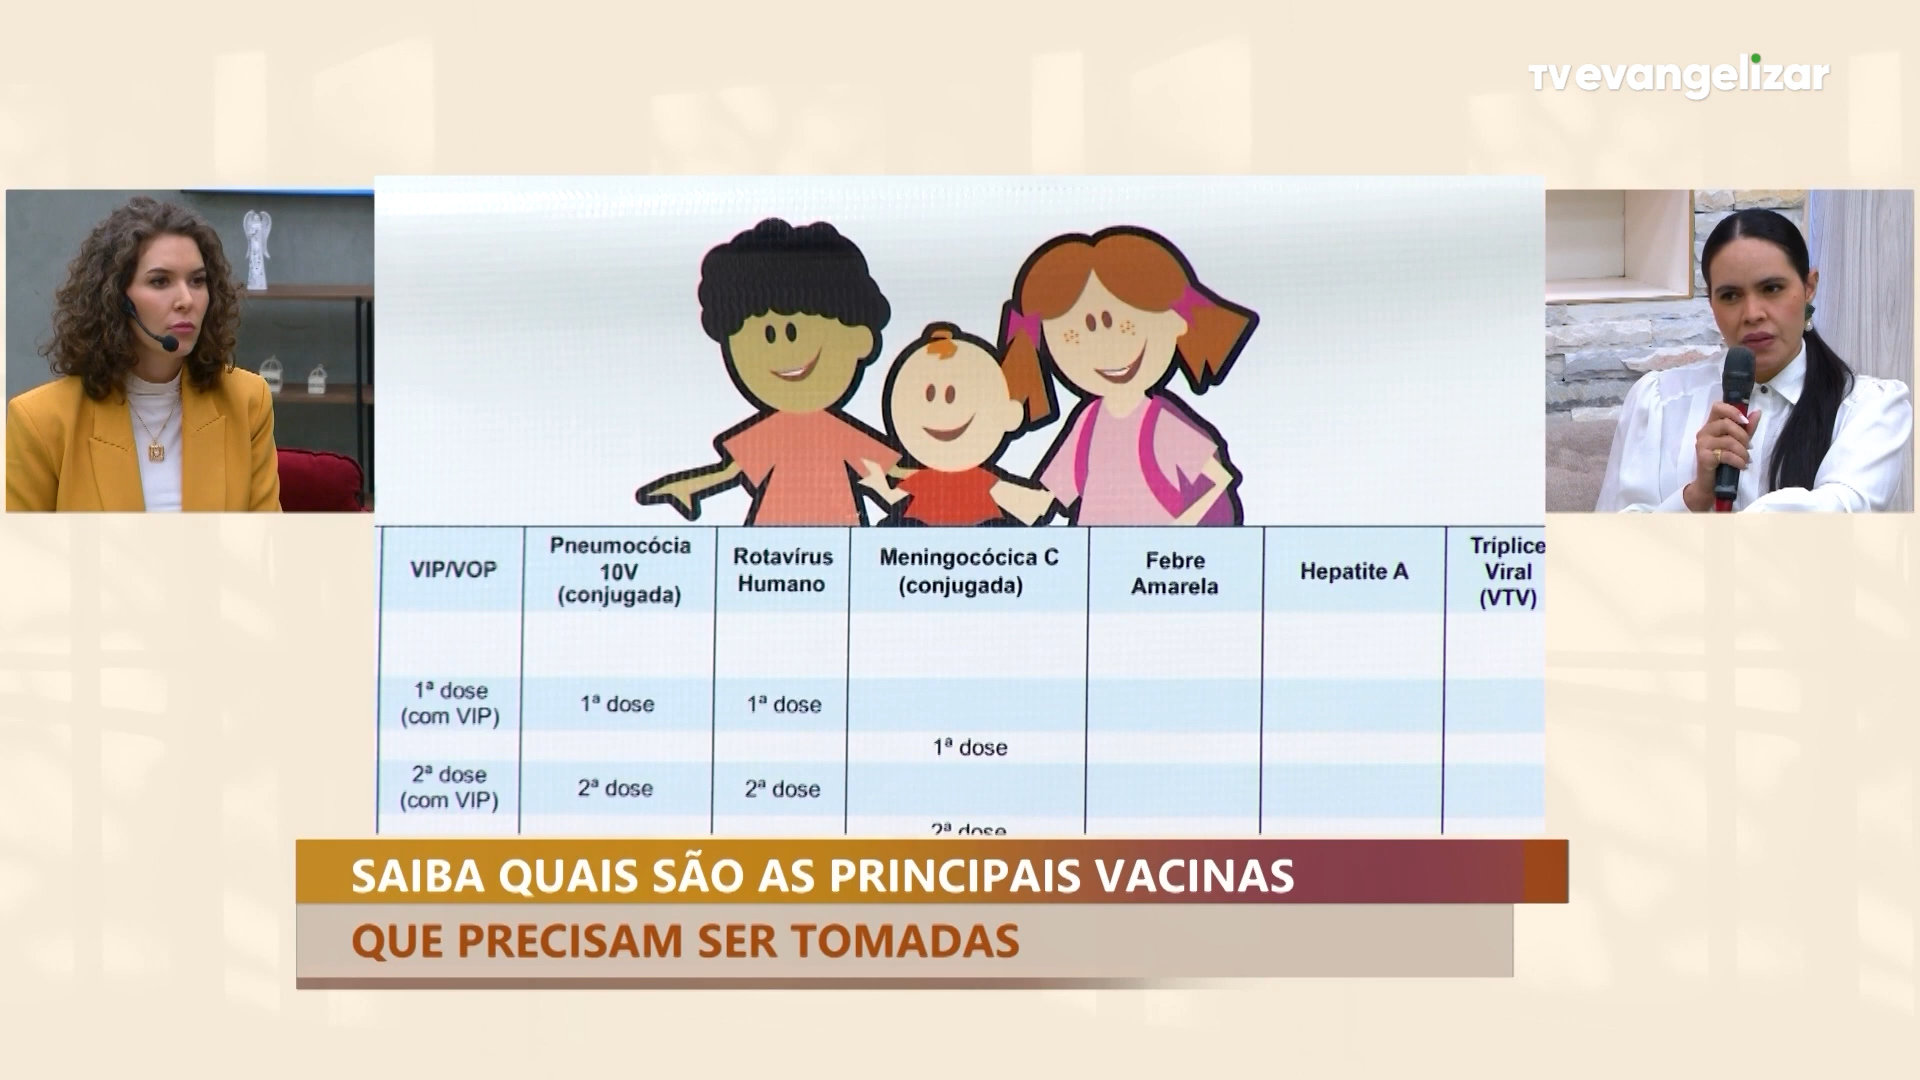 TVevangelizar
VIP/VOP
Pneumocócia
10V
(conjugada)
Rotavírus
Humano
Meningocócica C
(conjugada)
Febre
Amarela
Hepatite A
Tríplice
Viral
(VTV)
1ª dose
(com VIP)
1ª dose
1ª dose
1ª dose
2ª dose
(com VIP)
2ª dose
2ª dose
2ª dose
SAIBA QUAIS SÃO AS PRINCIPAIS VACINAS
QUE PRECISAM SER TOMADAS